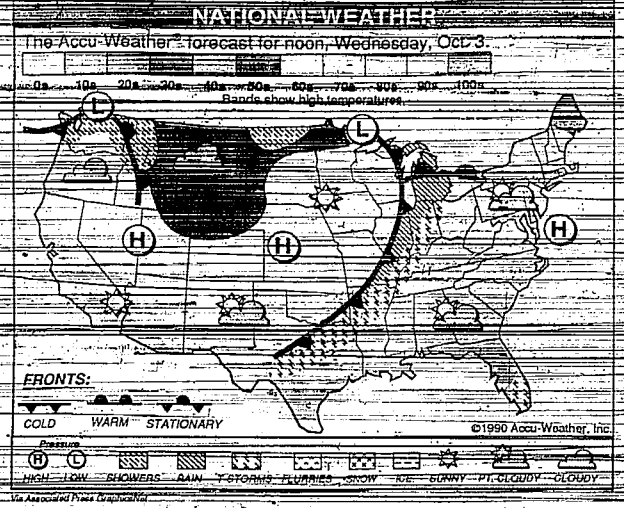 NATIONAL WEATHER
The Accu-Weather® forecast for noon, Wednesday, Oct. 3.
0s 10s 20s 30s 40s 50s 60s 70s 80s 90s 100s
Bands show high temperatures
L
L
H
H
H
FRONTS:
COLD WARM STATIONARY
©1990 Accu-Weather, Inc.
Pressure
H L
HIGH LOW SHOWERS RAIN T-STORMS FLURRIES SNOW ICE SUNNY PT. CLOUDY CLOUDY
Via Associated Press GraphicsNet